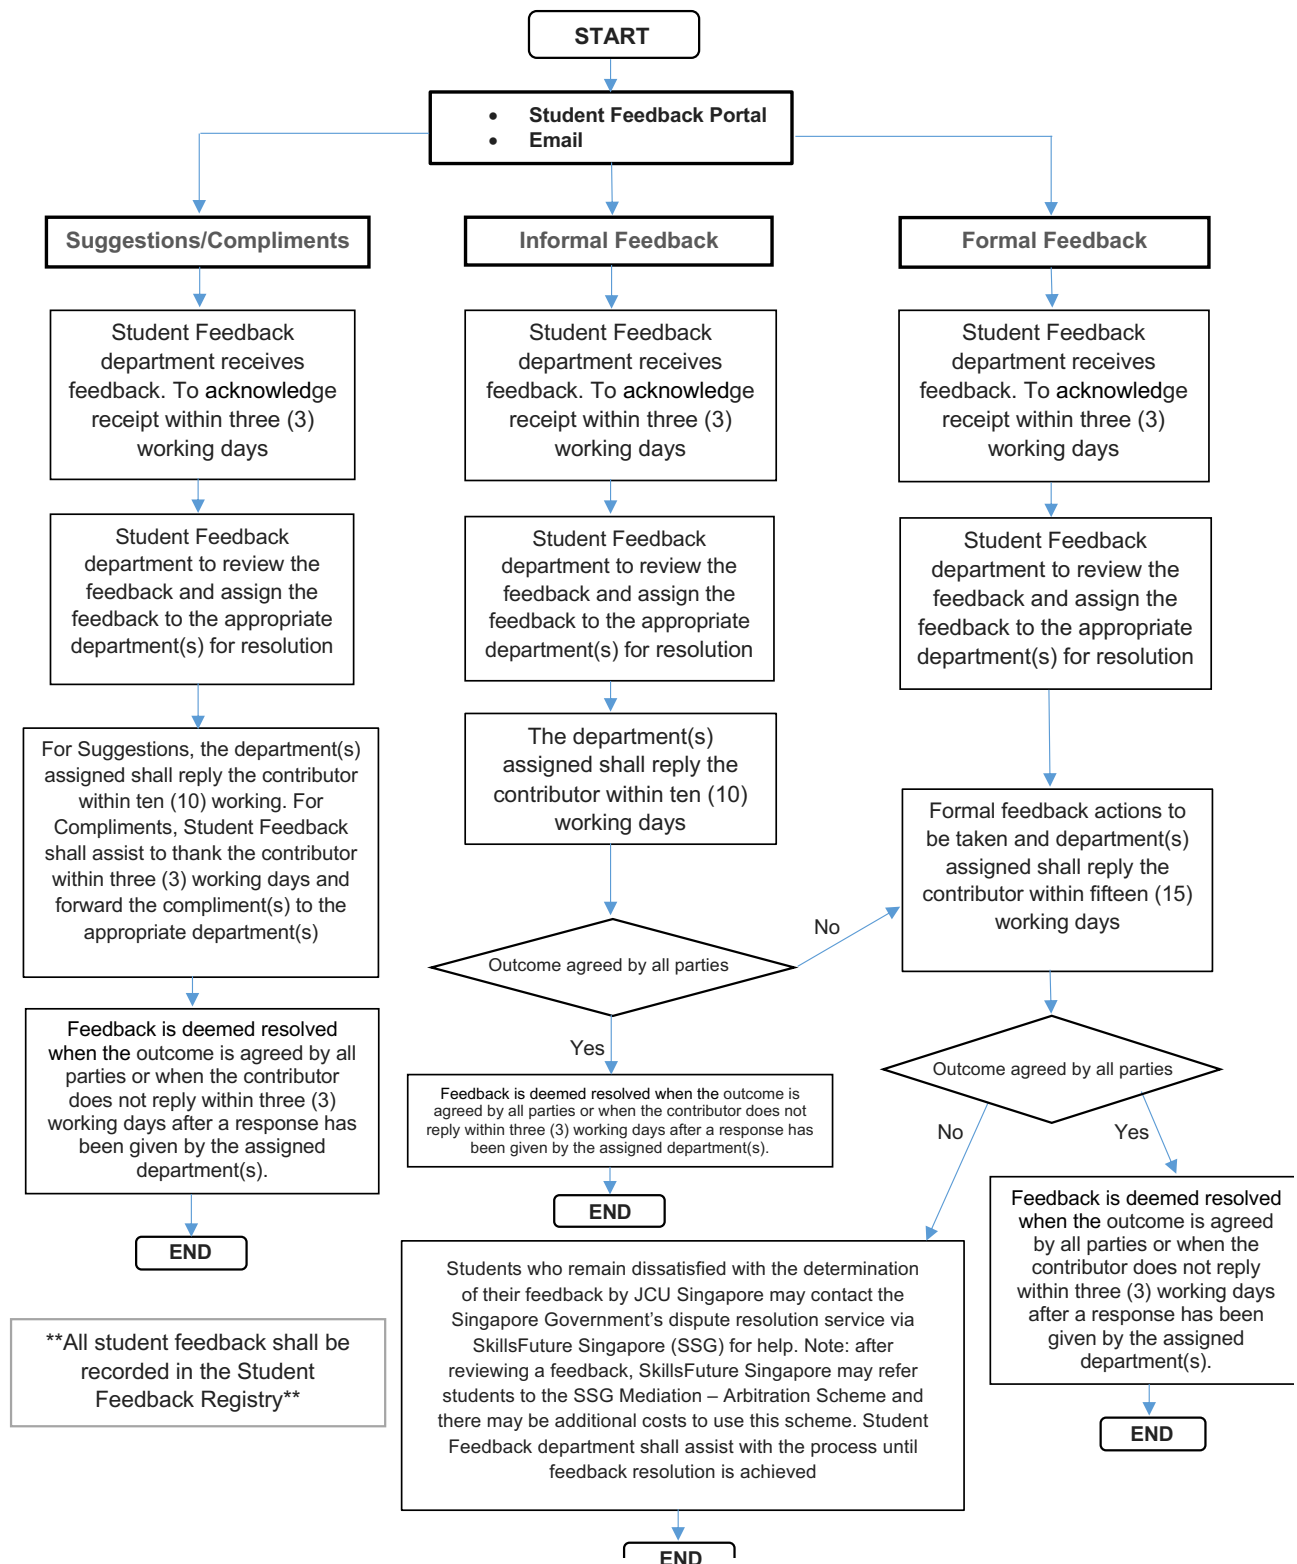 START
• Student Feedback Portal
• Email
Suggestions/Compliments
Student Feedback
department receives
feedback. To acknowledge
receipt within three (3)
working days
Student Feedback
department to review the
feedback and assign the
feedback to the appropriate
department(s) for resolution
For Suggestions, the department(s)
assigned shall reply the contributor
within ten (10) working. For
Compliments, Student Feedback
shall assist to thank the contributor
within three (3) working days and
forward the compliment(s) to the
appropriate department(s)
Feedback is deemed resolved
when the outcome is agreed by all
parties or when the contributor
does not reply within three (3)
working days after a response has
been given by the assigned
department(s).
END
**All student feedback shall be
recorded in the Student
Feedback Registry**
Informal Feedback
Student Feedback
department receives
feedback. To acknowledge
receipt within three (3)
working days
Student Feedback
department to review the
feedback and assign the
feedback to the appropriate
department(s) for resolution
The department(s)
assigned shall reply the
contributor within ten (10)
working days
Outcome agreed by all parties
No
Yes
Feedback is deemed resolved when the outcome is
agreed by all parties or when the contributor does not
reply within three (3) working days after a response has
been given by the assigned department(s).
END
Formal Feedback
Student Feedback
department receives
feedback. To acknowledge
receipt within three (3)
working days
Student Feedback
department to review the
feedback and assign the
feedback to the appropriate
department(s) for resolution
Formal feedback actions to
be taken and department(s)
assigned shall reply the
contributor within fifteen (15)
working days
Outcome agreed by all parties
No
Yes
Students who remain dissatisfied with the determination
of their feedback by JCU Singapore may contact the
Singapore Government’s dispute resolution service via
SkillsFuture Singapore (SSG) for help. Note: after
reviewing a feedback, SkillsFuture Singapore may refer
students to the SSG Mediation – Arbitration Scheme and
there may be additional costs to use this scheme. Student
Feedback department shall assist with the process until
feedback resolution is achieved
END
Feedback is deemed resolved
when the outcome is agreed
by all parties or when the
contributor does not reply
within three (3) working days
after a response has been
given by the assigned
department(s).
END